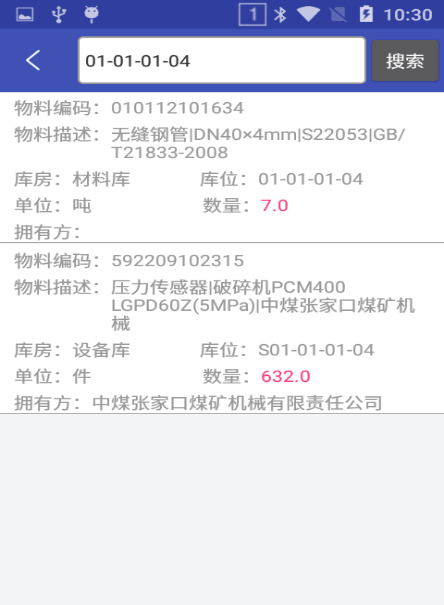 1 10:30
01-01-01-04 搜索
物料编码：010112101634
物料描述：无缝钢管|DN40×4mm|S22053|GB/
T21833-2008
库房：材料库 库位：01-01-01-04
单位：吨 数量：7.0
拥有方：
物料编码：592209102315
物料描述：压力传感器|破碎机PCM400
LGPD60Z(5MPa)|中煤张家口煤矿机
械
库房：设备库 库位：S01-01-01-04
单位：件 数量：632.0
拥有方：中煤张家口煤矿机械有限责任公司